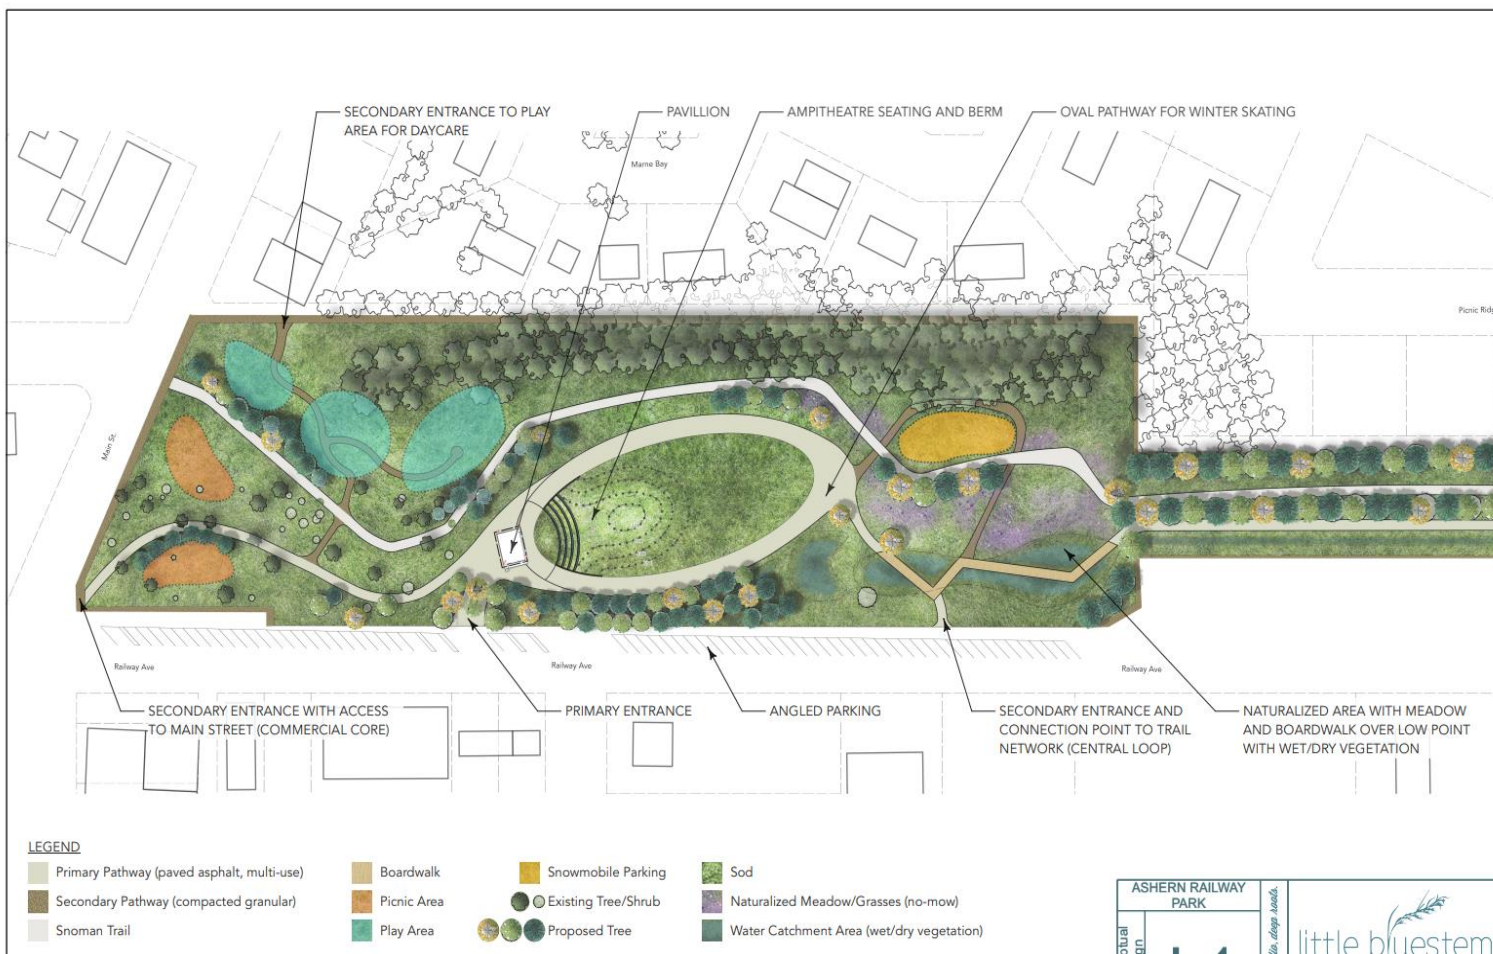 SECONDARY ENTRANCE TO PLAY
AREA FOR DAYCARE
PAVILLION
AMPITHEATRE SEATING AND BERM
OVAL PATHWAY FOR WINTER SKATING
Marne Bay
Picnic Ridg
Main St.
Railway Ave
Railway Ave
Railway Ave
SECONDARY ENTRANCE WITH ACCESS
TO MAIN STREET (COMMERCIAL CORE)
PRIMARY ENTRANCE
ANGLED PARKING
SECONDARY ENTRANCE AND
CONNECTION POINT TO TRAIL
NETWORK (CENTRAL LOOP)
NATURALIZED AREA WITH MEADOW
AND BOARDWALK OVER LOW POINT
WITH WET/DRY VEGETATION
LEGEND
Primary Pathway (paved asphalt, multi-use)
Secondary Pathway (compacted granular)
Snoman Trail
Boardwalk
Picnic Area
Play Area
Snowmobile Parking
Existing Tree/Shrub
Proposed Tree
Sod
Naturalized Meadow/Grasses (no-mow)
Water Catchment Area (wet/dry vegetation)
ASHERN RAILWAY
PARK
deep roots.
little bluestem